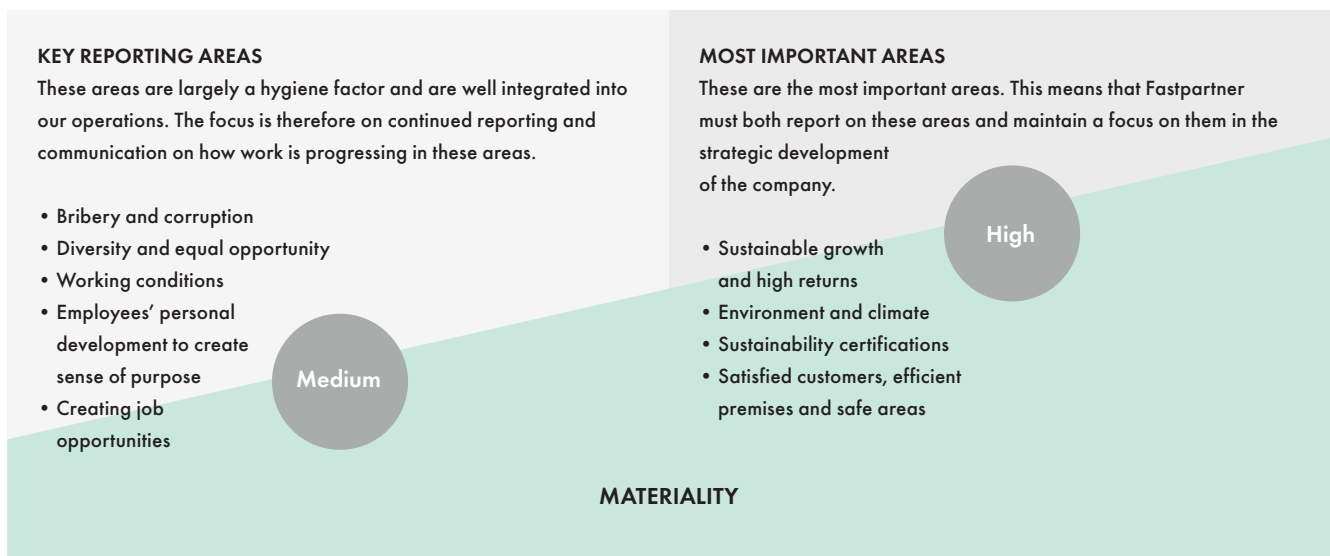 KEY REPORTING AREAS
These areas are largely a hygiene factor and are well integrated into
our operations. The focus is therefore on continued reporting and
communication on how work is progressing in these areas.
• Bribery and corruption
• Diversity and equal opportunity
• Working conditions
• Employees’ personal
development to create
sense of purpose
• Creating job
opportunities
Medium
MOST IMPORTANT AREAS
These are the most important areas. This means that Fastpartner
must both report on these areas and maintain a focus on them in the
strategic development
of the company.
• Sustainable growth
and high returns
• Environment and climate
• Sustainability certifications
• Satisfied customers, efficient
premises and safe areas
High
MATERIALITY